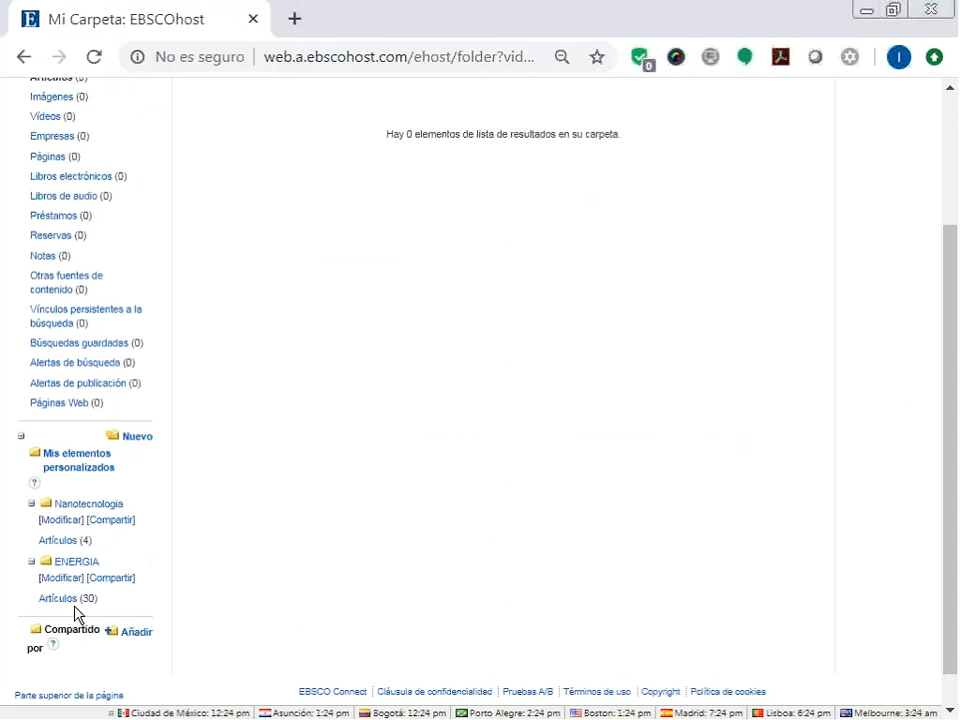 Mi Carpeta: EBSCOhost
No es seguro
web.a.ebscohost.com/ehost/folder?vid...
0
I
Artículos (0)
Imágenes (0)
Vídeos (0)
Empresas (0)
Páginas (0)
Libros electrónicos (0)
Libros de audio (0)
Préstamos (0)
Reservas (0)
Notas (0)
Otras fuentes de
contenido (0)
Vínculos persistentes a la
búsqueda (0)
Búsquedas guardadas (0)
Alertas de búsqueda (0)
Alertas de publicación (0)
Páginas Web (0)
Hay 0 elementos de lista de resultados en su carpeta.
Nuevo
Mis elementos
personalizados
?
Nanotecnologia
[Modificar] [Compartir]
Artículos (4)
ENERGIA
[Modificar] [Compartir]
Artículos (30)
Compartido
Añadir
por ?
Parte superior de la página
EBSCO Connect
Cláusula de confidencialidad
Pruebas A/B
Términos de uso
Copyright
Política de cookies
Ciudad de México: 12:24 pm
Asunción: 1:24 pm
Bogotá: 12:24 pm
Porto Alegre: 2:24 pm
Boston: 1:24 pm
Madrid: 7:24 pm
Lisboa: 6:24 pm
Melbourne: 3:24 am